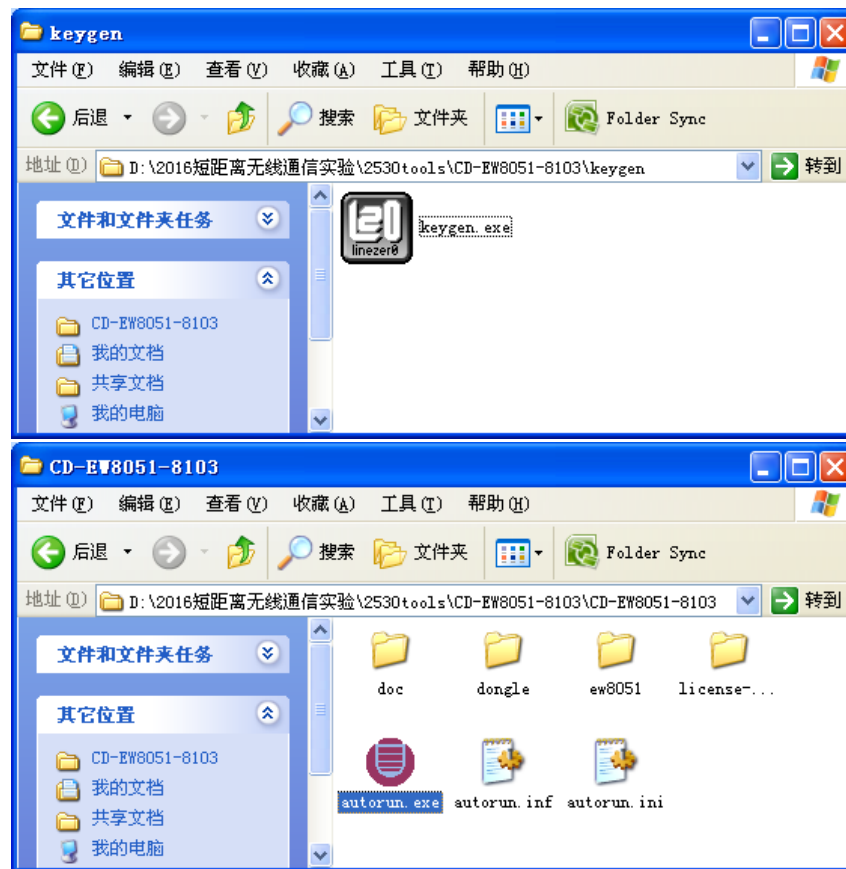 keygen
文件(F) 编辑(E) 查看(V) 收藏(A) 工具(T) 帮助(H)
后退 搜索 文件夹 Folder Sync
地址(D) D:\2016短距离无线通信实验\2530tools\CD-EW8051-8103\keygen 转到
文件和文件夹任务
linezer0
keygen.exe
其它位置
CD-EW8051-8103
我的文档
共享文档
我的电脑
CD-EW8051-8103
文件(F) 编辑(E) 查看(V) 收藏(A) 工具(T) 帮助(H)
后退 搜索 文件夹 Folder Sync
地址(D) D:\2016短距离无线通信实验\2530tools\CD-EW8051-8103\CD-EW8051-8103 转到
文件和文件夹任务
doc dongle ew8051 license-...
其它位置
CD-EW8051-8103
我的文档
共享文档
我的电脑
autorun.exe autorun.inf autorun.ini